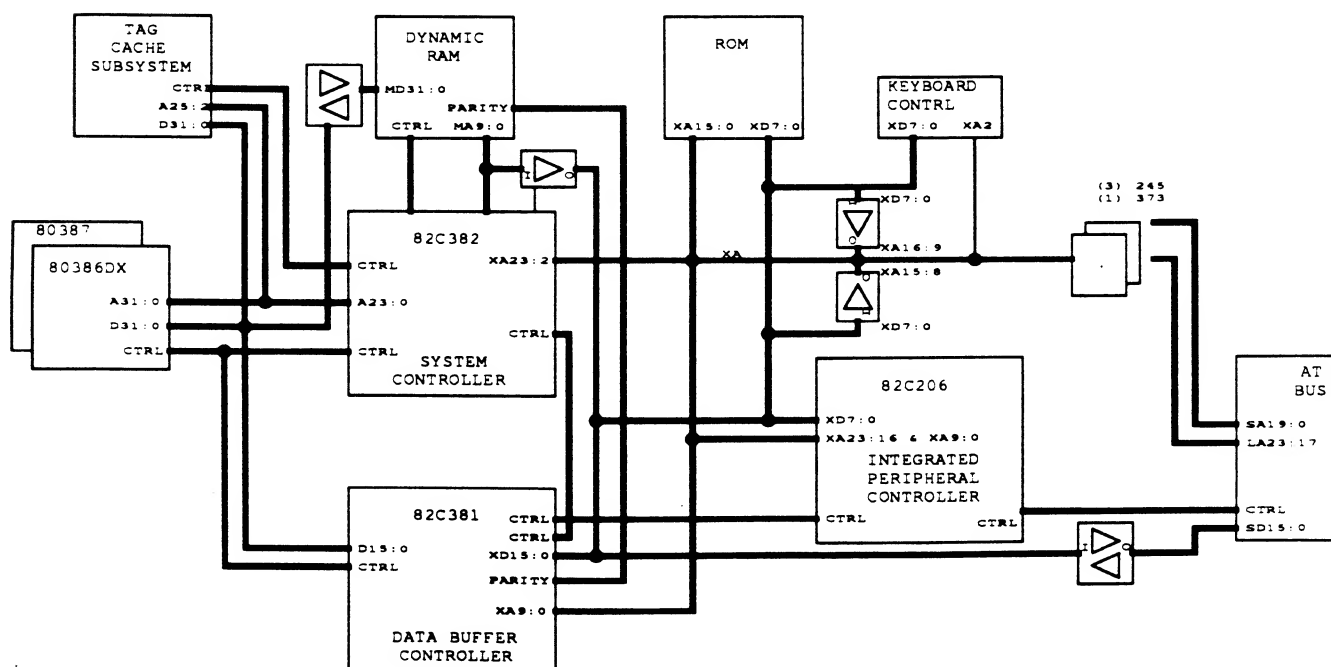 TAG
CACHE
SUBSYSTEM
CTR
A25:2
D31:0
DYNAMIC
RAM
MD31:0
PARITY
CTRL MA9:0
ROM
XA15:0 XD7:0
KEYBOARD
CONTRL
XD7:0 XA2
(3) 245
(1) 373
I O
XD7:0
I
O
XA16:9
XA
XA15:8
O
I
XD7:0
80387
80386DX
A31:0
D31:0
CTRL
82C382
CTRL
XA23:2
A23:0
CTRL
CTRL
SYSTEM
CONTROLLER
82C206
XD7:0
XA23:16 & XA9:0
INTEGRATED
PERIPHERAL
CONTROLLER
CTRL
CTRL
AT
BUS
SA19:0
LA23:17
CTRL
SD15:0
I O
82C381
CTRL
CTRL
D15:0
XD15:0
CTRL
PARITY
XA9:0
DATA BUFFER
CONTROLLER